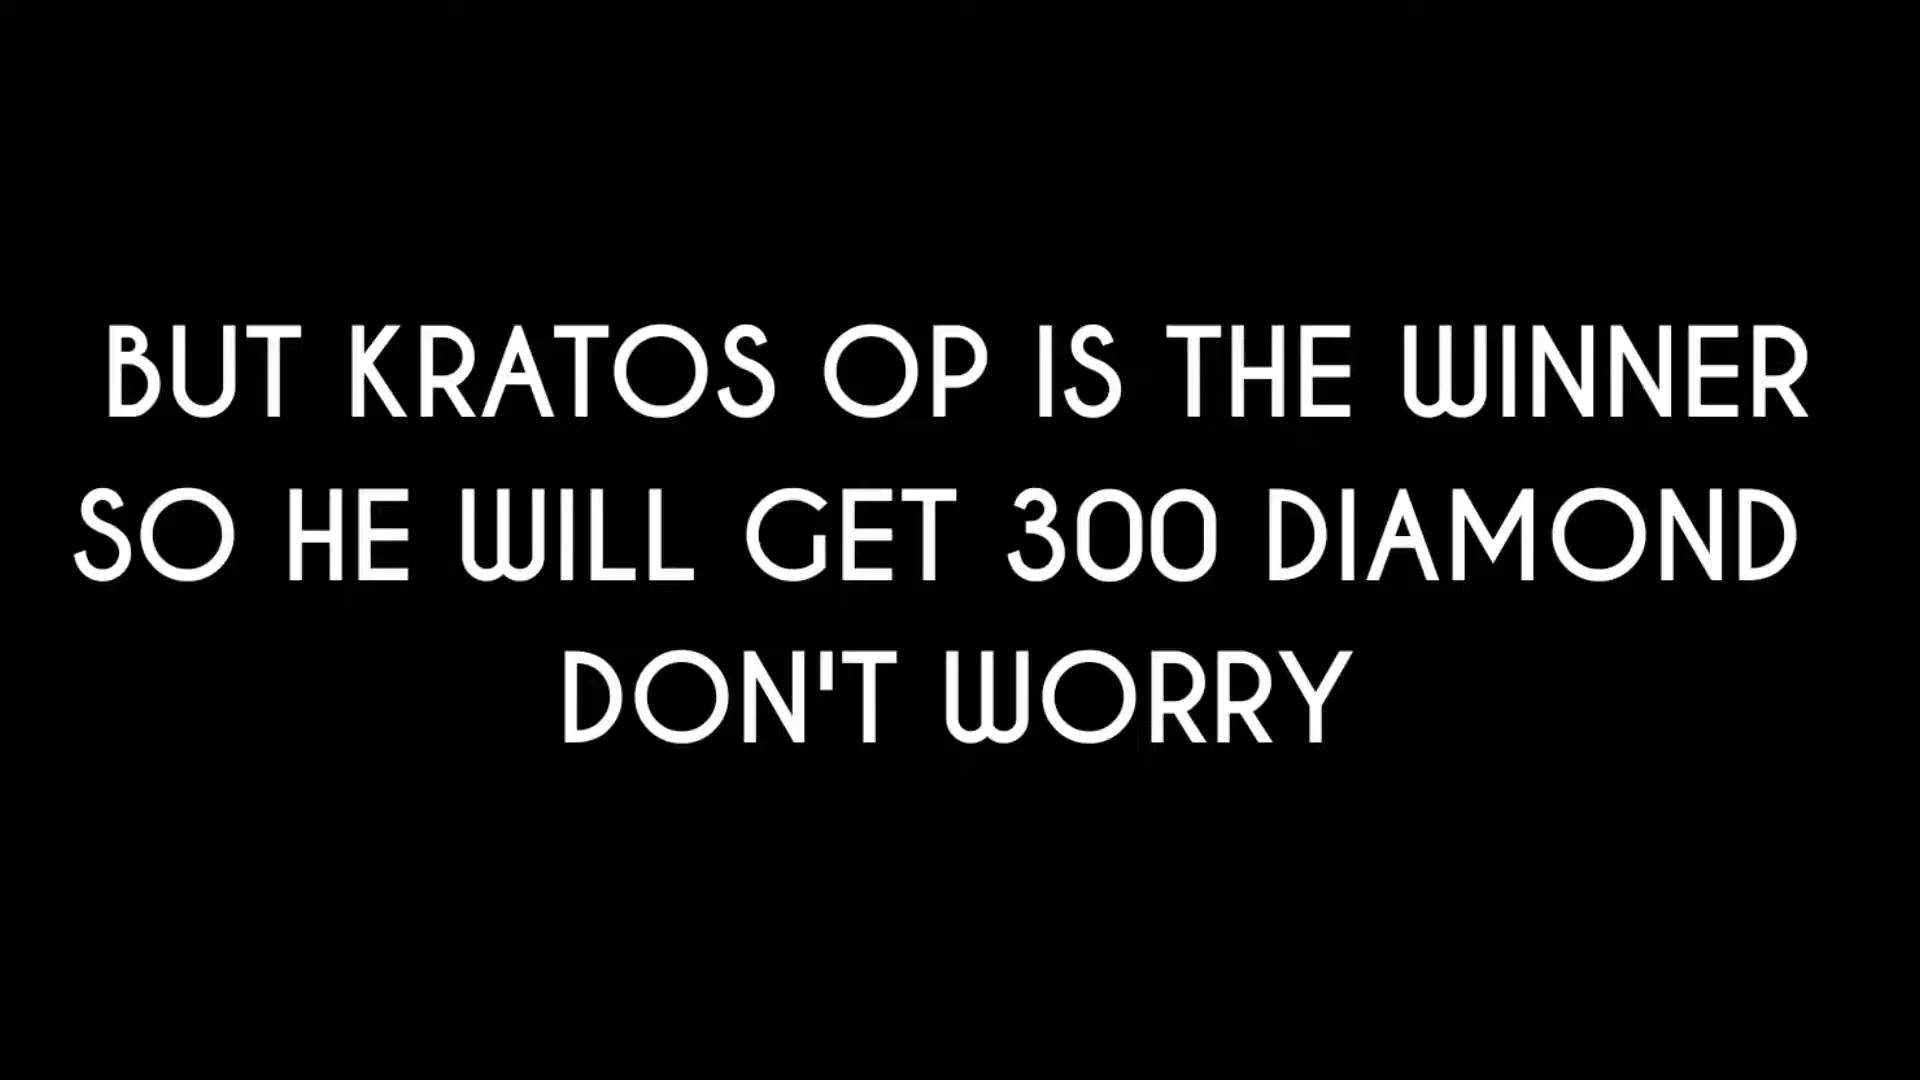 BUT KRATOS OP IS THE WINNER
SO HE WILL GET 300 DIAMOND
DON'T WORRY